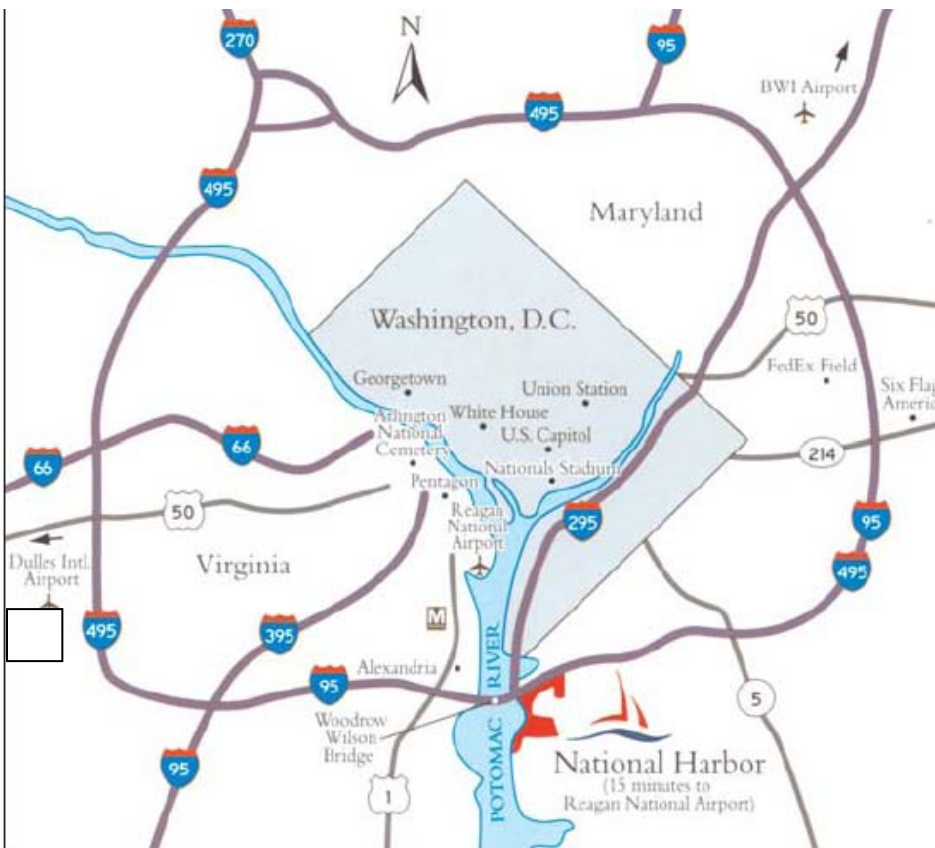 270
N
95
BWI Airport
495
495
Maryland
Washington, D.C.
50
FedEx Field
Six Flag
Americ
Georgetown
Union Station
White House
Arlington
National
Cemetery
U.S. Capitol
66
66
214
Nationals Stadium
Pentagon
50
Reagan
National
Airport
295
95
Dulles Intl.
Airport
Virginia
495
495
395
M
POTOMAC RIVER
Alexandria
95
5
Woodrow
Wilson
Bridge
95
1
National Harbor
(15 minutes to
Reagan National Airport)